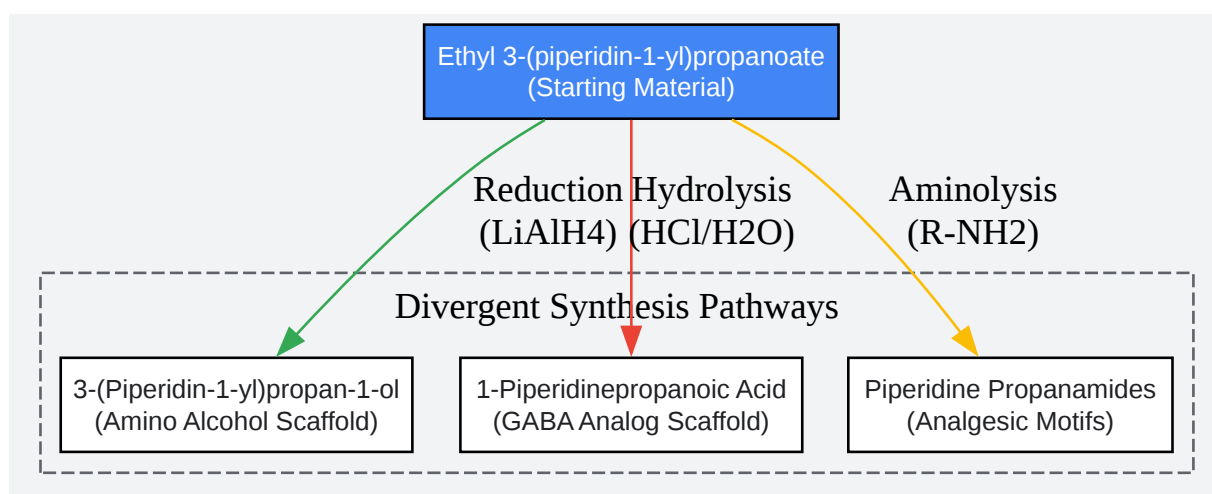 Ethyl 3-(piperidin-1-yl)propanoate
(Starting Material)
Reduction
(LiAlH4)
Hydrolysis
(HCl/H2O)
Aminolysis
(R-NH2)
Divergent Synthesis Pathways
3-(Piperidin-1-yl)propan-1-ol
(Amino Alcohol Scaffold)
1-Piperidinepropanoic Acid
(GABA Analog Scaffold)
Piperidine Propanamides
(Analgesic Motifs)